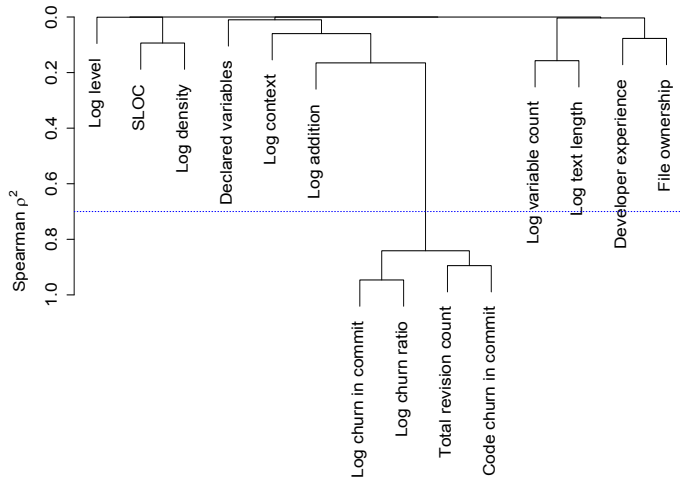 0.0
0.2
0.4
0.6
0.8
1.0
Spearman ρ²
Log level
SLOC
Log density
Declared variables
Log context
Log addition
Log churn in commit
Log churn ratio
Total revision count
Code churn in commit
Log variable count
Log text length
Developer experience
File ownership